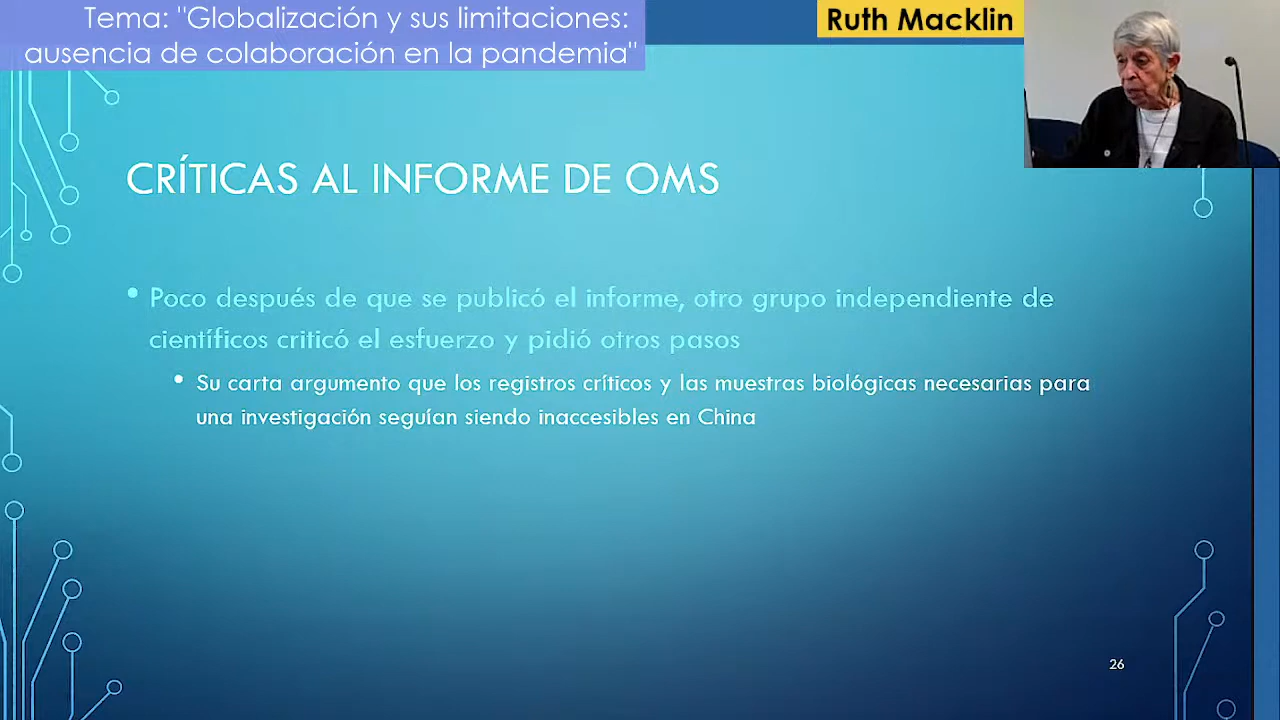 Tema: "Globalización y sus limitaciones:
ausencia de colaboración en la pandemia"
Ruth Macklin
CRÍTICAS AL INFORME DE OMS
• Poco después de que se publicó el informe, otro grupo independiente de
científicos criticó el esfuerzo y pidió otros pasos
• Su carta argumento que los registros críticos y las muestras biológicas necesarias para
una investigación seguían siendo inaccesibles en China
26